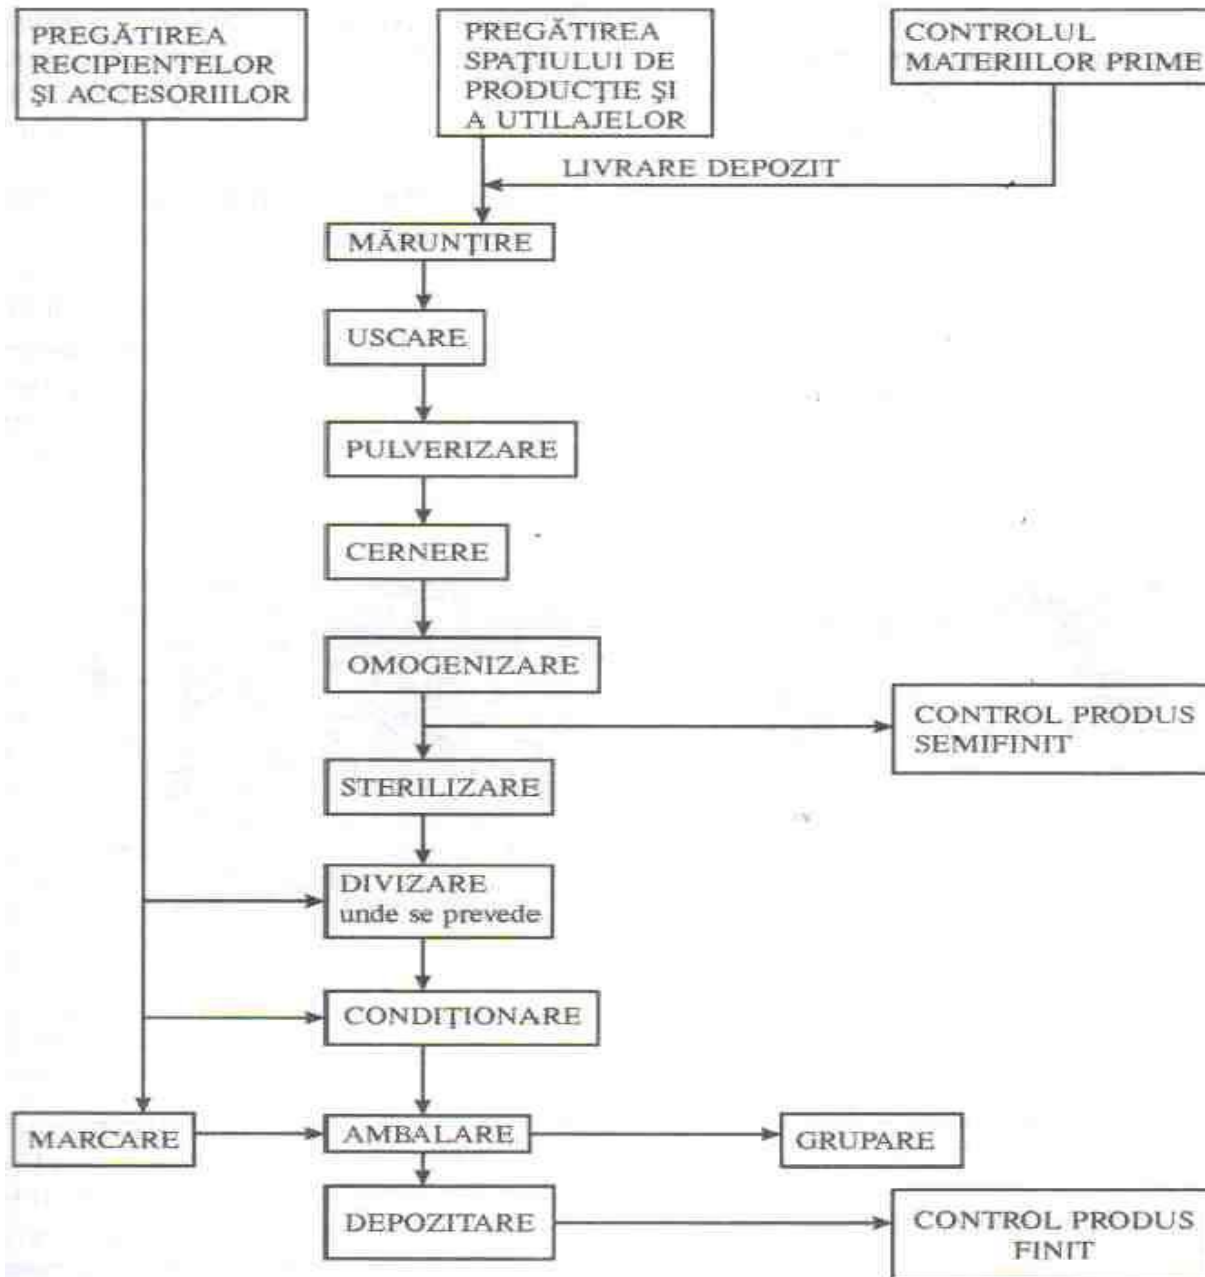 PREGĂTIREA
RECIPIENTELOR
ŞI ACCESORIILOR
PREGĂTIREA
SPAŢIULUI DE
PRODUCŢIE ŞI
A UTILAJELOR
CONTROLUL
MATERIILOR PRIME
LIVRARE DEPOZIT
MĂRUNŢIRE
USCARE
PULVERIZARE
CERNERE
OMOGENIZARE
CONTROL PRODUS
SEMIFINIT
STERILIZARE
DIVIZARE
unde se prevede
CONDIŢIONARE
MARCARE
AMBALARE
GRUPARE
DEPOZITARE
CONTROL PRODUS
FINIT